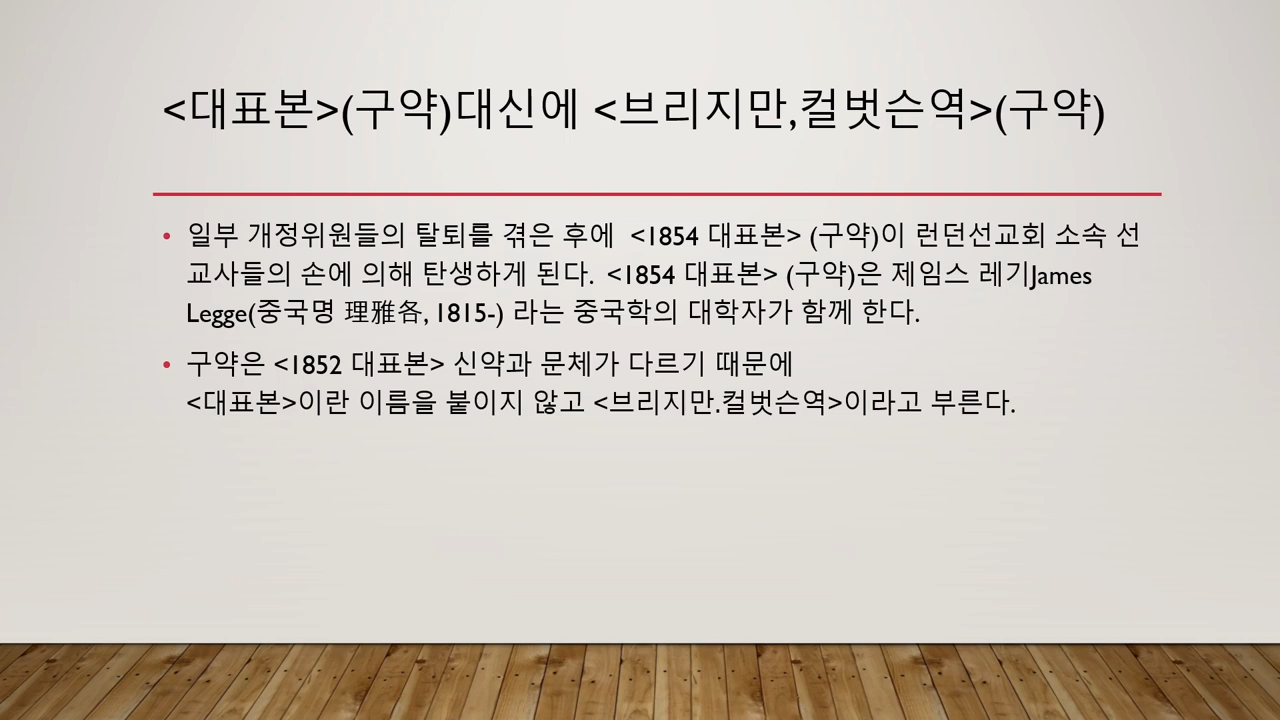 <대표본>(구약)대신에 <브리지만,컬벗슨역>(구약)
• 일부 개정위원들의 탈퇴를 겪은 후에 <1854 대표본> (구약)이 런던선교회 소속 선
교사들의 손에 의해 탄생하게 된다. <1854 대표본> (구약)은 제임스 레기James
Legge(중국명 理雅各, 1815-) 라는 중국학의 대학자가 함께 한다.
• 구약은 <1852 대표본> 신약과 문체가 다르기 때문에
<대표본>이란 이름을 붙이지 않고 <브리지만.컬벗슨역>이라고 부른다.